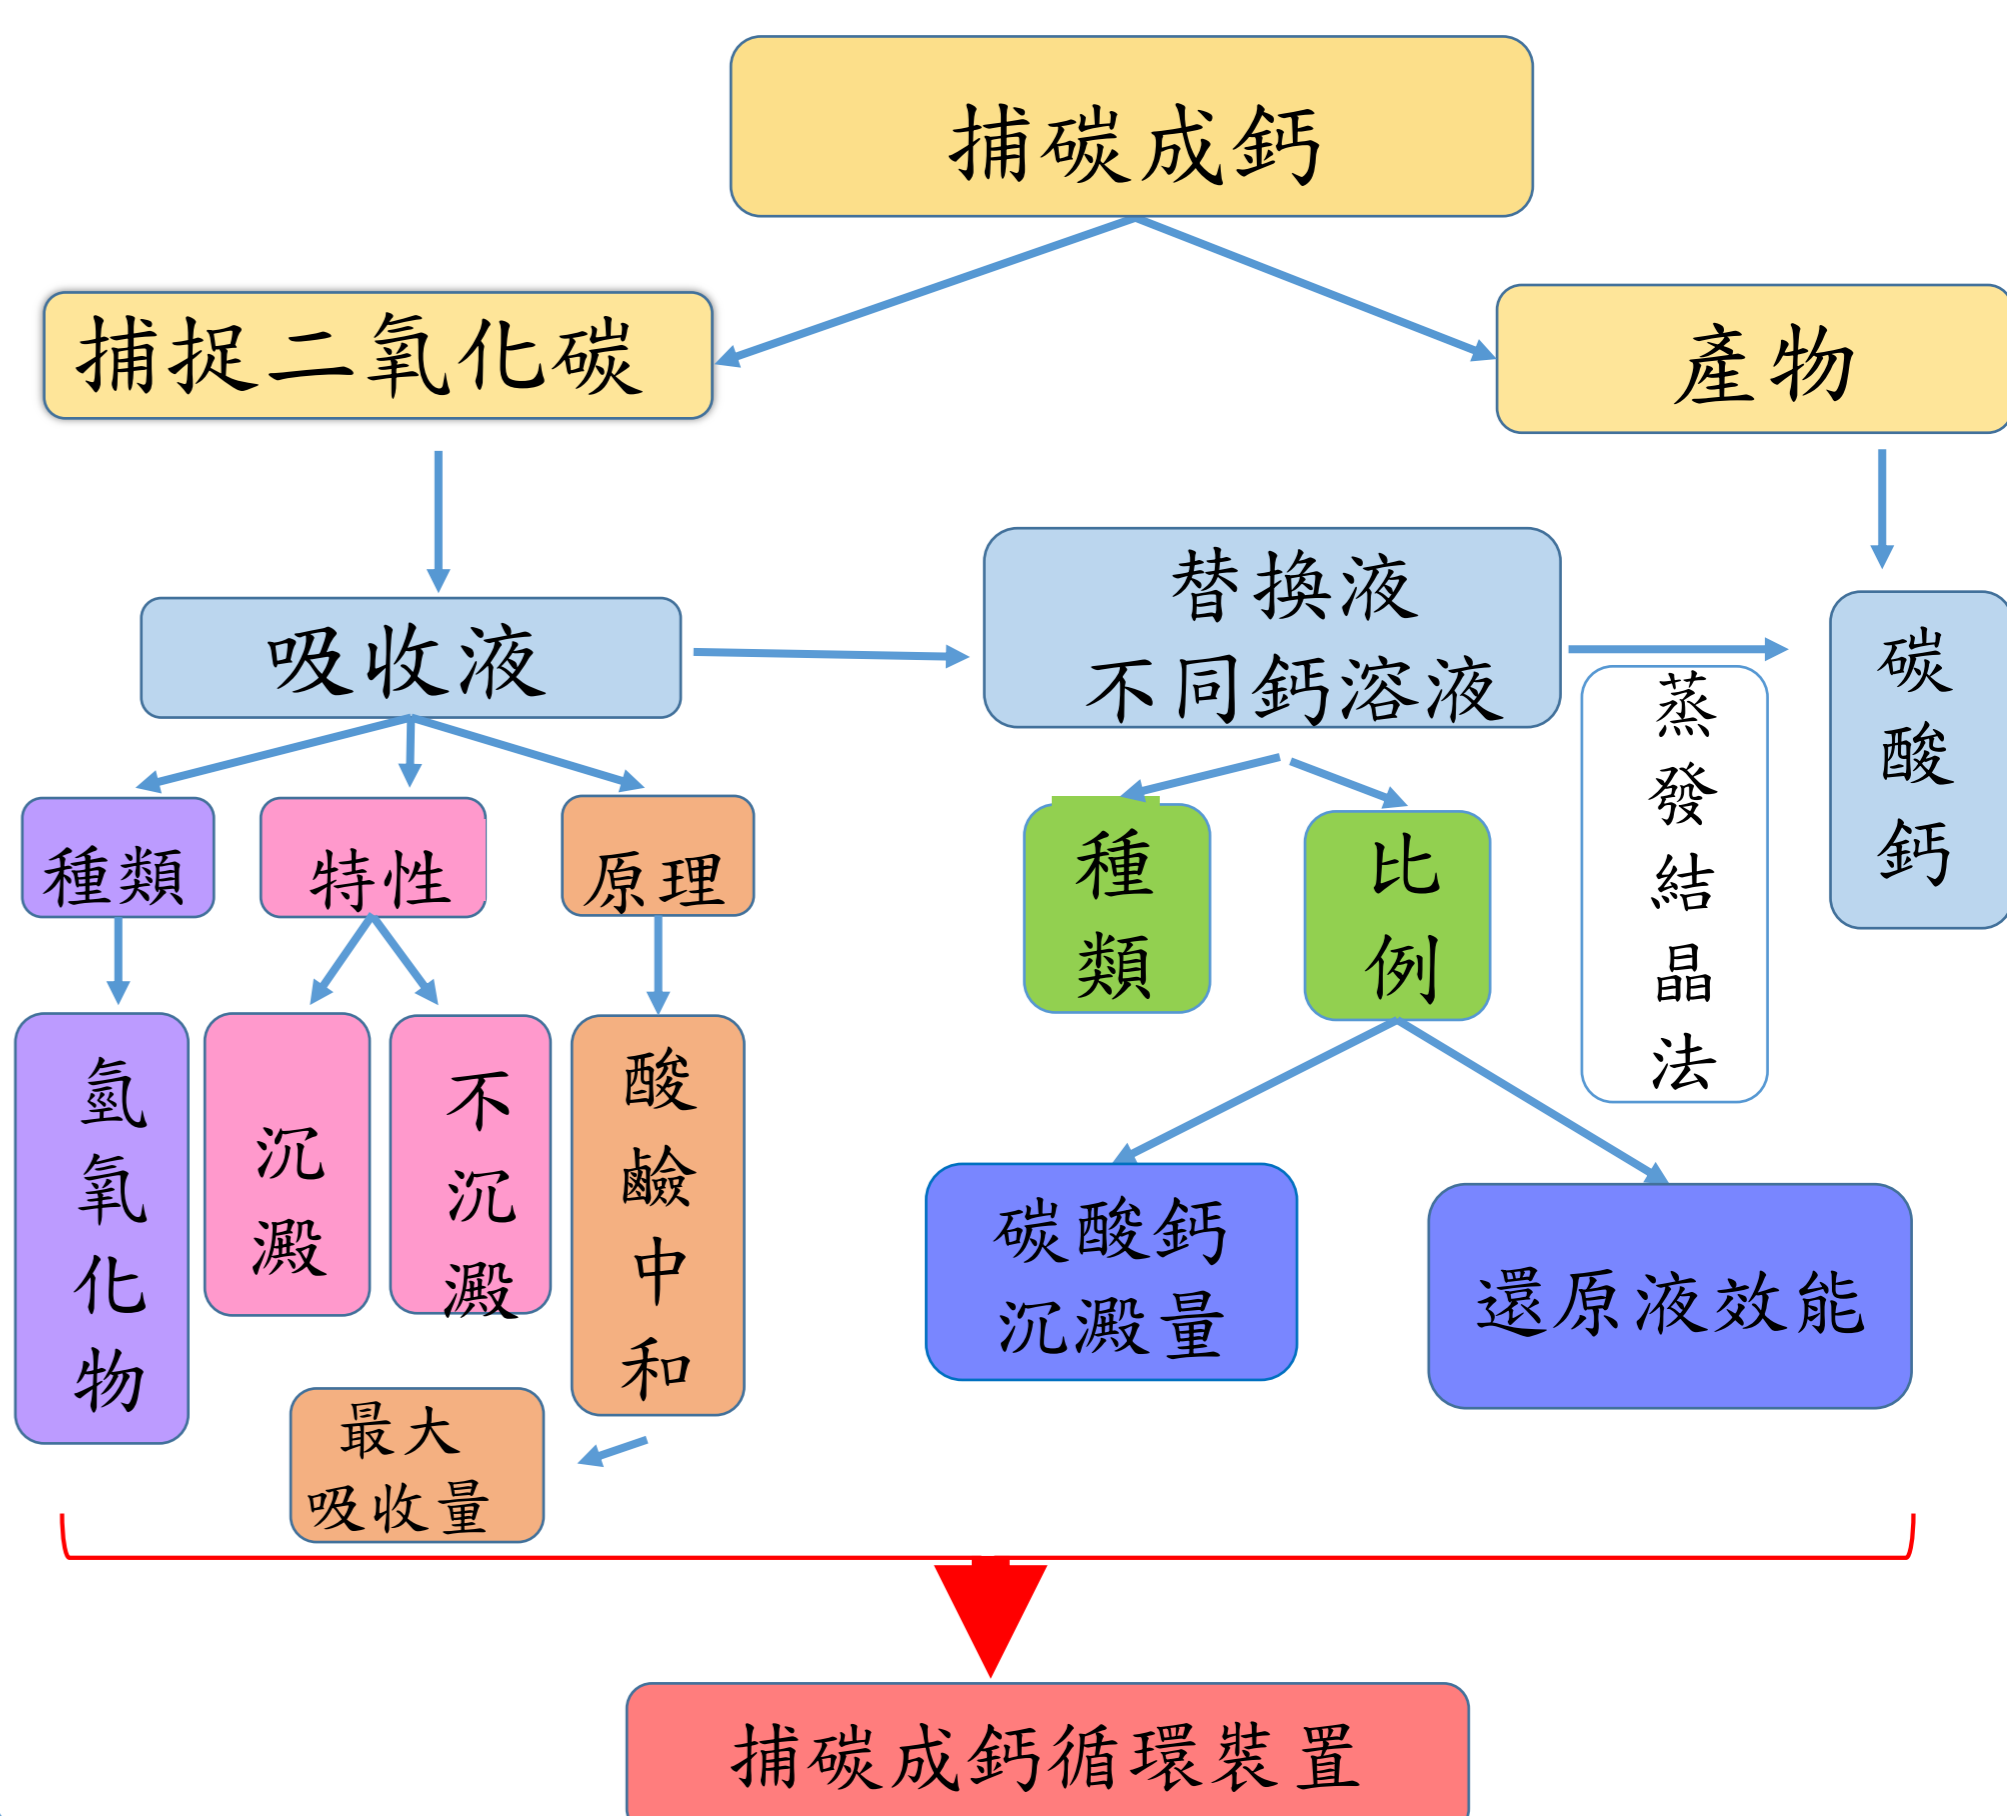 捕碳成鈣
捕捉二氧化碳
產物
吸收液
替換液
不同鈣溶液
碳酸鈣
蒸發結晶法
種類
特性
原理
種類
比例
氫氧化物
沉澱
不沉澱
酸鹼中和
碳酸鈣
沉澱量
還原液效能
最大
吸收量
捕碳成鈣循環裝置